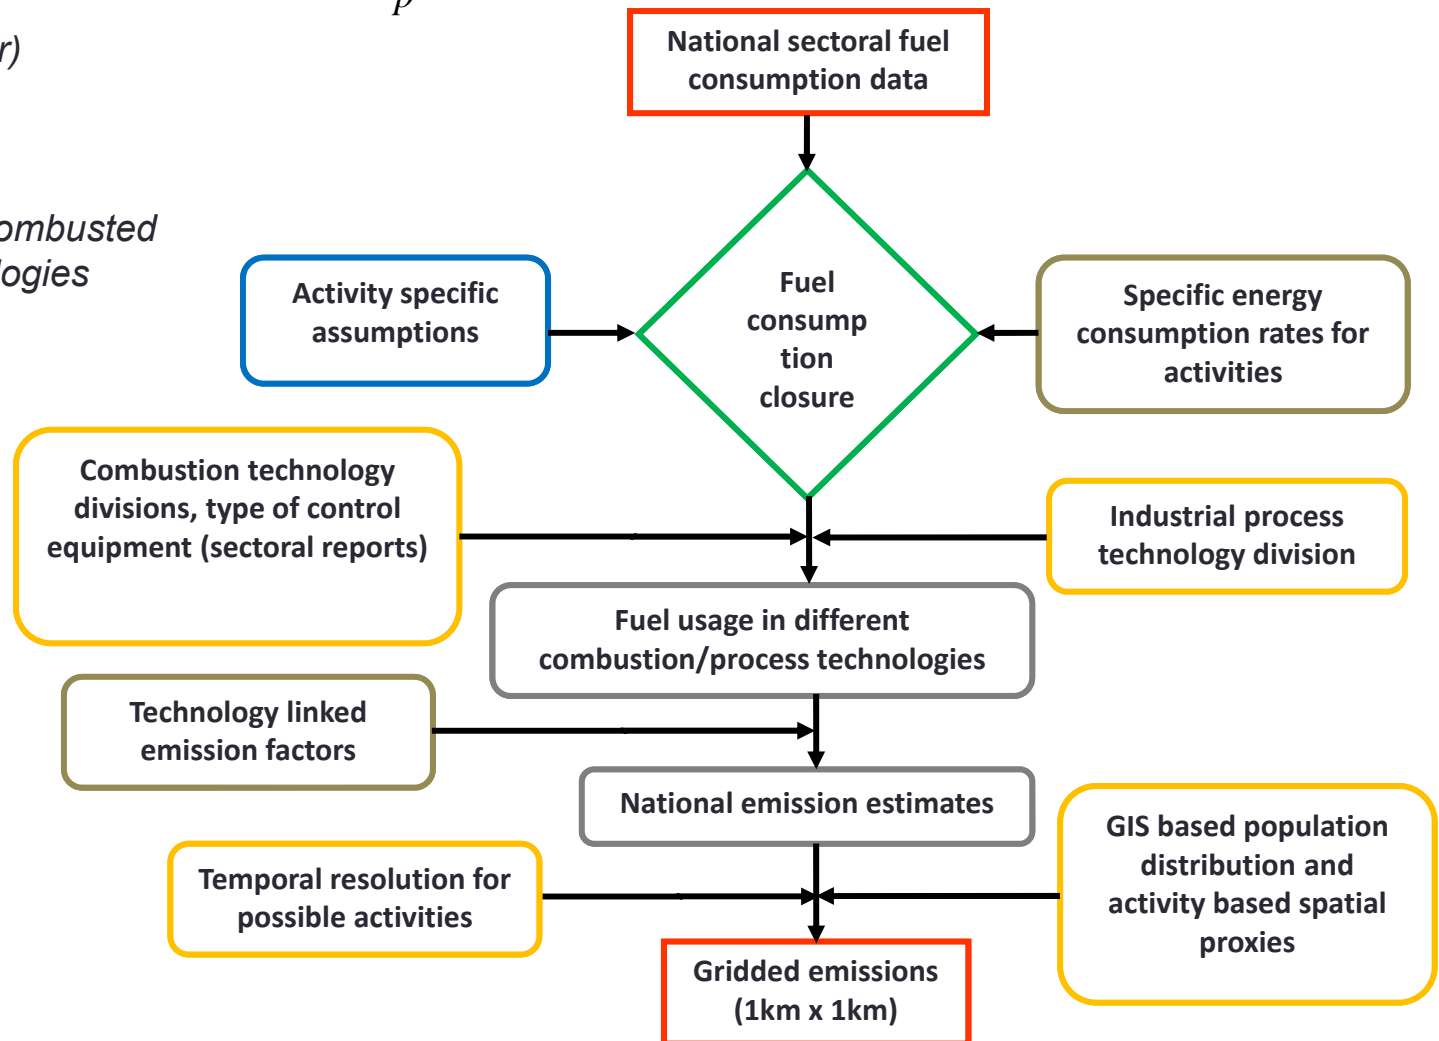 p
r)
ombusted
logies
National sectoral fuel
consumption data
Activity specific
assumptions
Fuel
consump
tion
closure
Specific energy
consumption rates for
activities
Combustion technology
divisions, type of control
equipment (sectoral reports)
Industrial process
technology division
Fuel usage in different
combustion/process technologies
Technology linked
emission factors
National emission estimates
Temporal resolution for
possible activities
GIS based population
distribution and
activity based spatial
proxies
Gridded emissions
(1km x 1km)